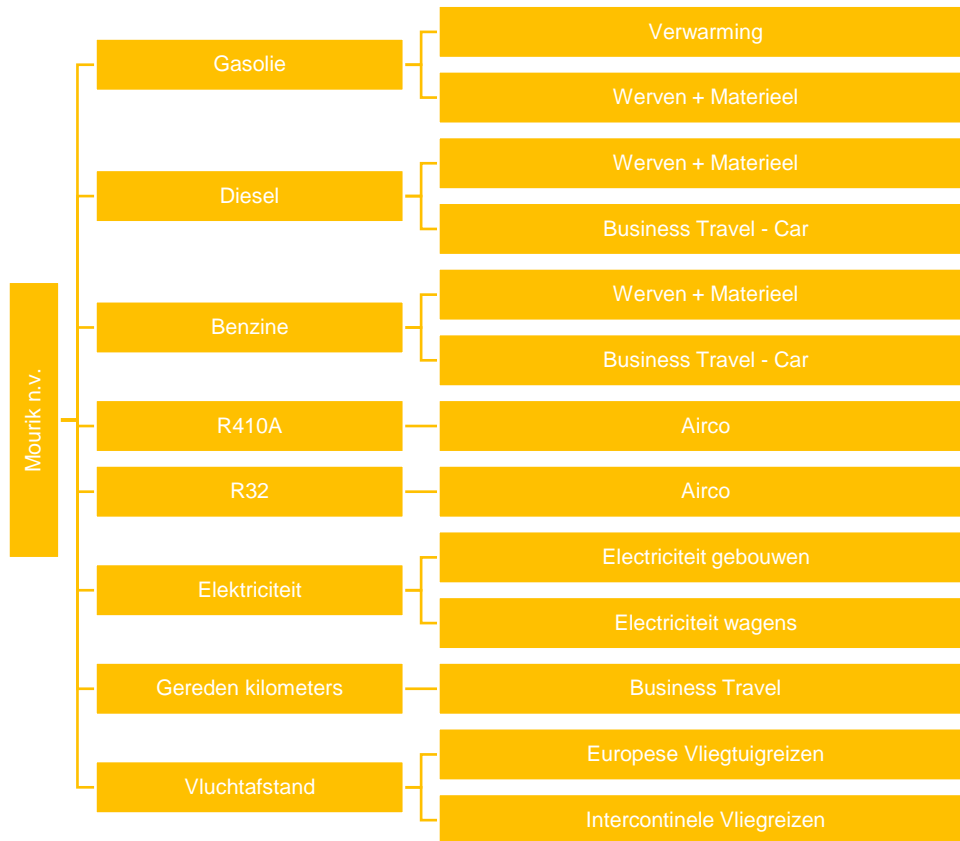 Mourik n.v.
Gasolie
Verwarming
Werven + Materieel
Diesel
Werven + Materieel
Business Travel - Car
Benzine
Werven + Materieel
Business Travel - Car
R410A
Airco
R32
Airco
Elektriciteit
Electriciteit gebouwen
Electriciteit wagens
Gereden kilometers
Business Travel
Vluchtafstand
Europese Vliegtuigreizen
Intercontinele Vliegreizen